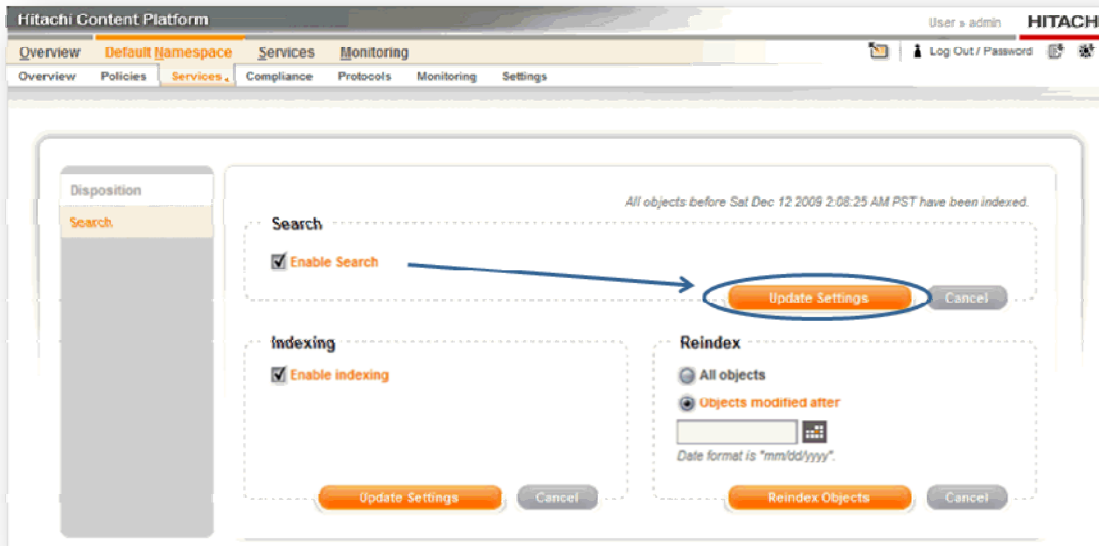 Hitachi Content Platform
User » admin HITACHI
Overview Default Namespace Services Monitoring
Log Out / Password
Overview Policies Services Compliance Protocols Monitoring Settings
Disposition
Search
All objects before Sat Dec 12 2009 2:08:25 AM PST have been indexed.
Search
Enable Search
Update Settings Cancel
Indexing
Enable indexing
Update Settings Cancel
Reindex
All objects
Objects modified after
Date format is "mm/dd/yyyy".
Reindex Objects Cancel